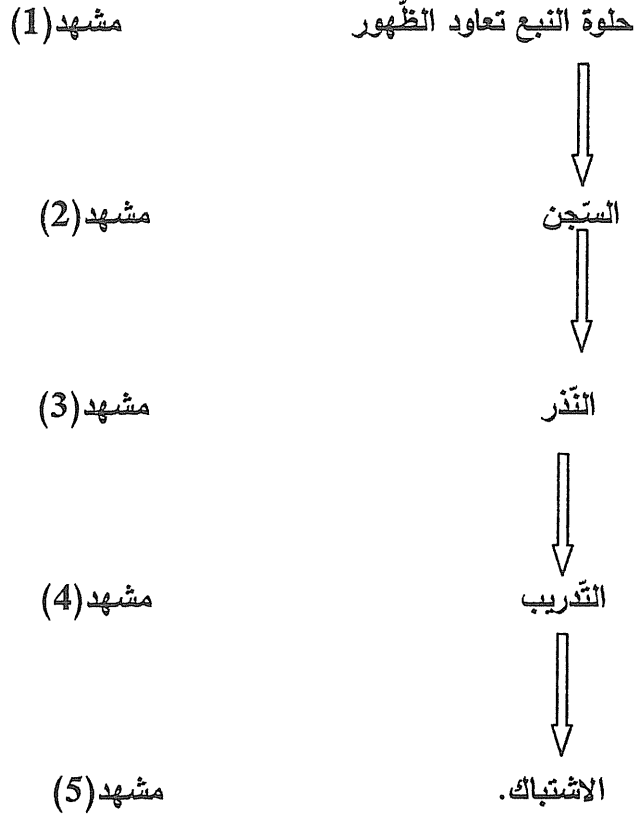 حلوة النبع تعاود الظّهور مشهد(1)
السّجن مشهد(2)
النّذر مشهد(3)
التّدريب مشهد(4)
الاشتباك. مشهد(5)